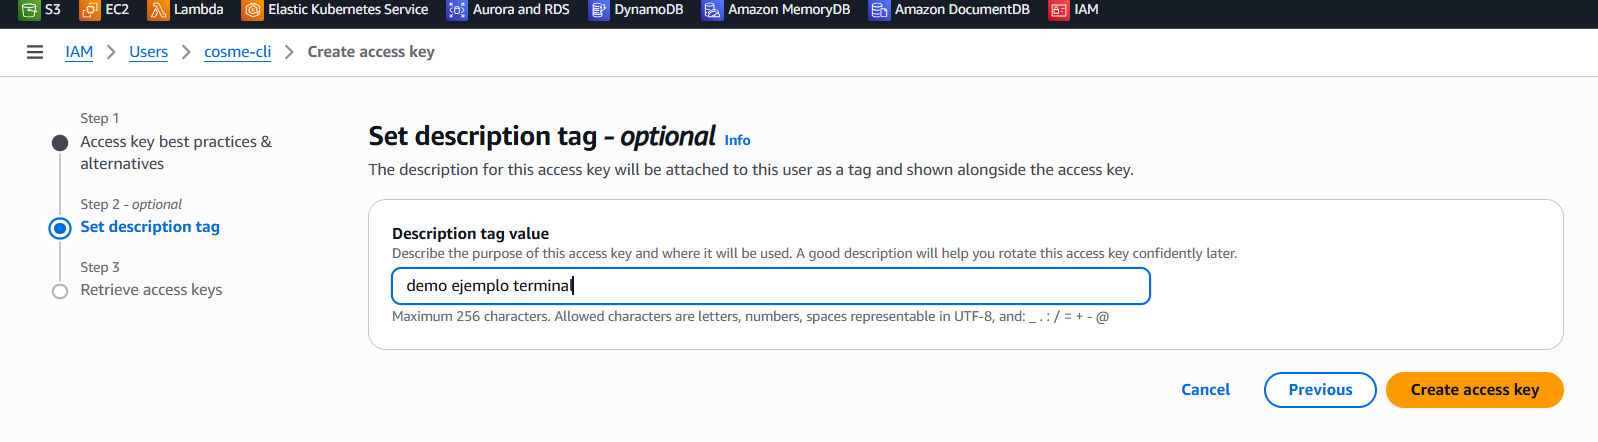 S3 EC2 Lambda Elastic Kubernetes Service Aurora and RDS DynamoDB Amazon MemoryDB Amazon DocumentDB IAM
IAM Users cosme-cli Create access key
Step 1
Access key best practices &
alternatives
Step 2 - optional
Set description tag
Step 3
Retrieve access keys
Set description tag - optional Info
The description for this access key will be attached to this user as a tag and shown alongside the access key.
Description tag value
Describe the purpose of this access key and where it will be used. A good description will help you rotate this access key confidently later.
demo ejemplo terminal
Maximum 256 characters. Allowed characters are letters, numbers, spaces representable in UTF-8, and: _ . : / = + - @
Cancel Previous Create access key